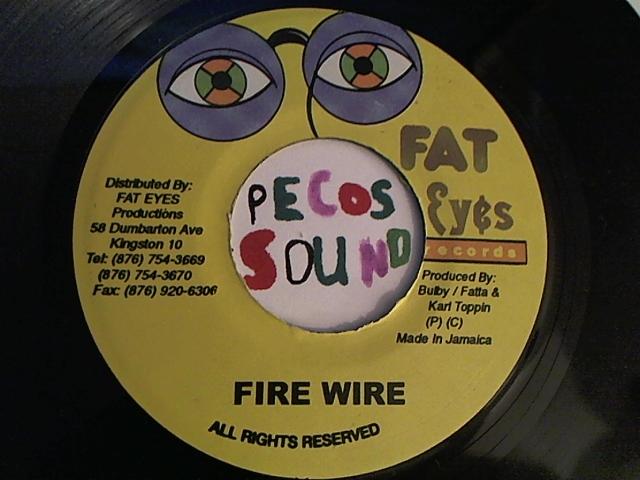 FAT
Eyes
records
Distributed By:
FAT EYES
Productions
58 Dumbarton Ave
Kingston 10
Tel: (876) 754-3669
(876) 754-3670
Fax: (876) 920-6306
PECOS
SOUND
Produced By:
Bulby / Fatta &
Karl Toppin
(P) (C)
Made In Jamaica
FIRE WIRE
ALL RIGHTS RESERVED